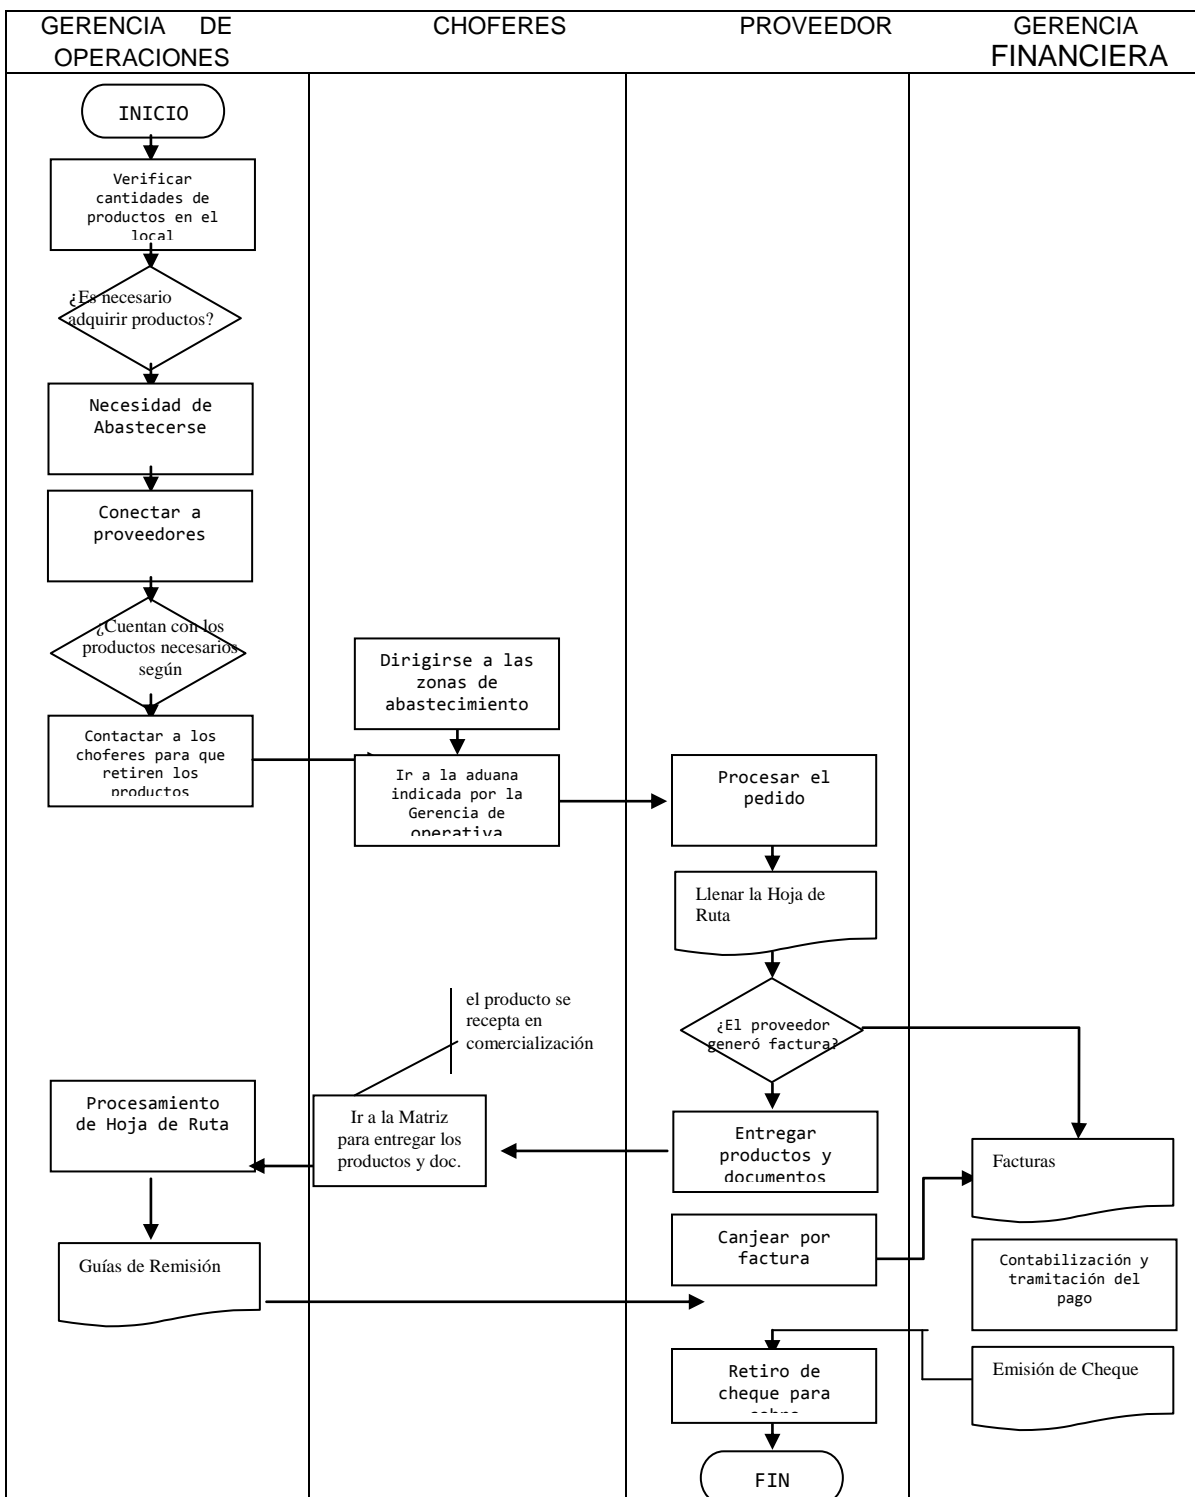 GERENCIA DE
OPERACIONES
CHOFERES
PROVEEDOR
GERENCIA
FINANCIERA
INICIO
Verificar
cantidades de
productos en el
local
¿Es necesario
adquirir productos?
Necesidad de
Abastecerse
Conectar a
proveedores
¿Cuentan con los
productos necesarios
según
Contactar a los
choferes para que
retiren los
productos
Dirigirse a las
zonas de
abastecimiento
Ir a la aduana
indicada por la
Gerencia de
operativa
Procesar el
pedido
Llenar la Hoja de
Ruta
¿El proveedor
generó factura?
el producto se
recepta en
comercialización
Procesamiento
de Hoja de Ruta
Ir a la Matriz
para entregar los
productos y doc.
Entregar
productos y
documentos
Facturas
Guías de Remisión
Canjear por
factura
Contabilización y
tramitación del
pago
Retiro de
cheque para
Emisión de Cheque
FIN